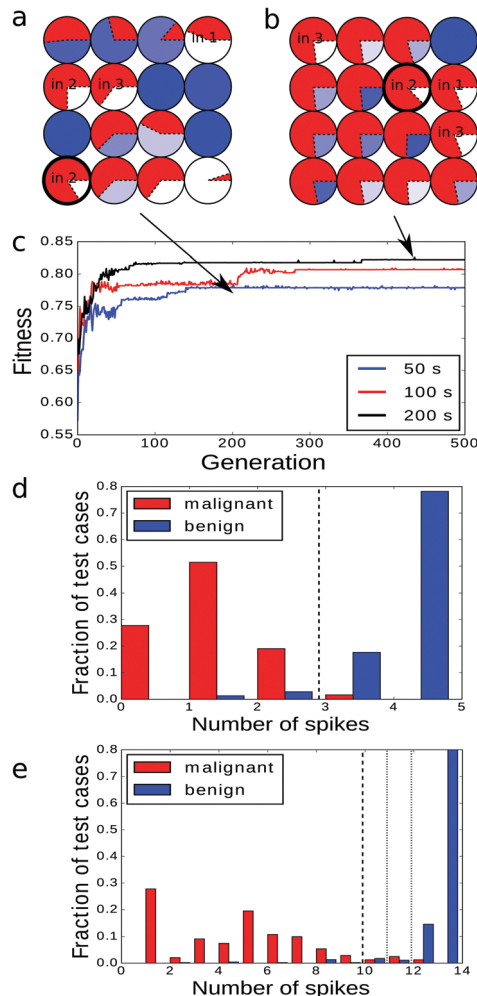 a
b
in 1
in 2
in 3
in 2
in 3
in 2
in 1
in 3
c
0.85
0.80
0.75
0.70
0.65
0.60
0.55
Fitness
50 s
100 s
200 s
0
100
200
300
400
500
Generation
d
0.8
0.7
0.6
0.5
0.4
0.3
0.2
0.1
0.0
Fraction of test cases
malignant
benign
0
1
2
3
4
5
Number of spikes
e
0.8
0.7
0.6
0.5
0.4
0.3
0.2
0.1
0.0
Fraction of test cases
malignant
benign
0
2
4
6
8
10
12
14
Number of spikes